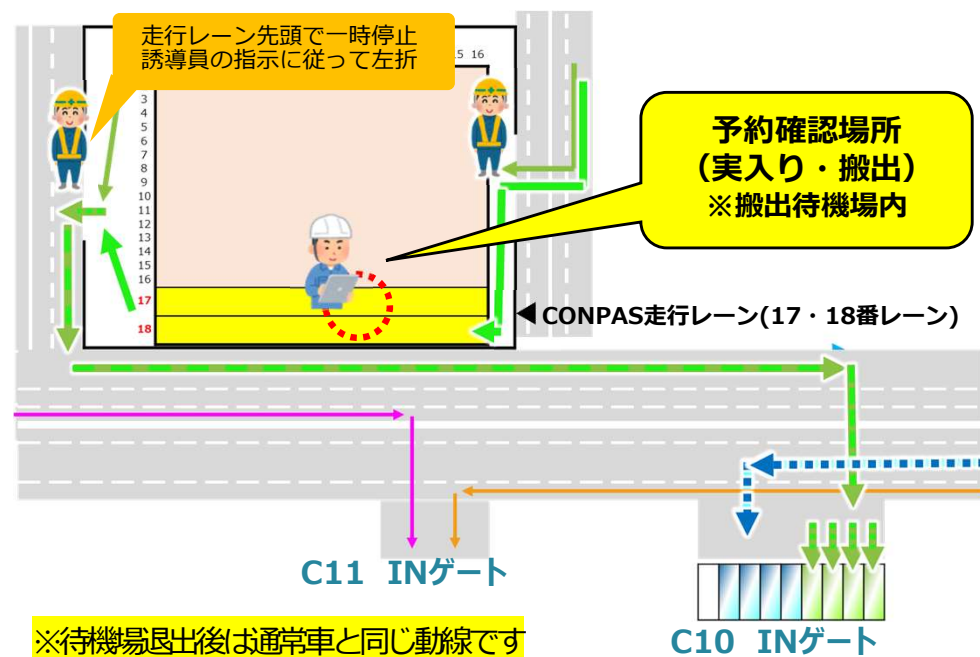 走行レーン先頭で一時停止
誘導員の指示に従って左折
15 16
3
4
5
6
7
8
9
10
11
12
13
14
15
16
17
18
予約確認場所
（実入り・搬出）
※搬出待機場内
◀CONPAS走行レーン(17・18番レーン)
C11 INゲート
C10 INゲート
※待機場退出後は通常車と同じ動線です